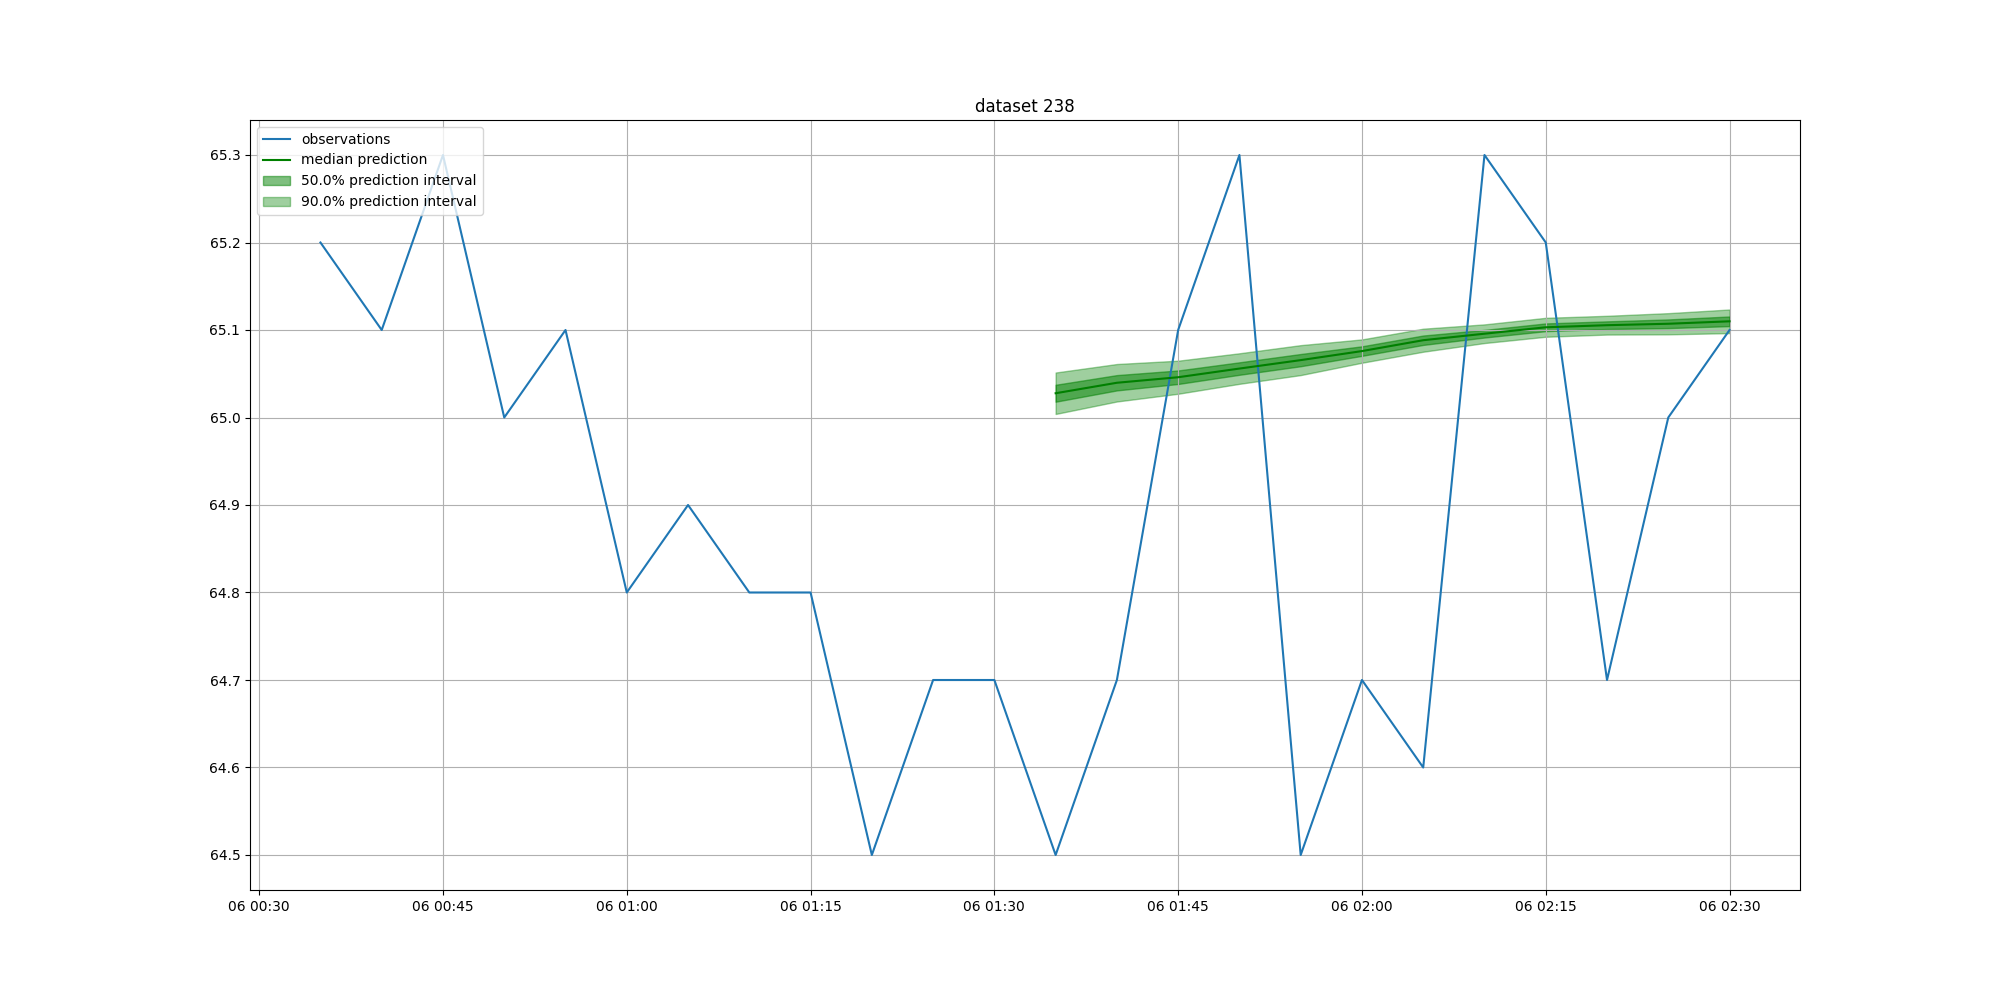 dataset 238
observations
median prediction
50.0% prediction interval
90.0% prediction interval
65.3
65.2
65.1
65.0
64.9
64.8
64.7
64.6
64.5
06 00:30 06 00:45 06 01:00 06 01:15 06 01:30 06 01:45 06 02:00 06 02:15 06 02:30